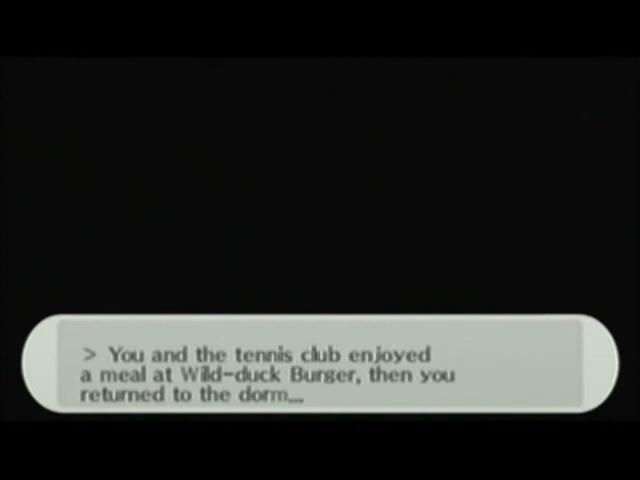 > You and the tennis club enjoyed
a meal at Wild-duck Burger, then you
returned to the dorm...